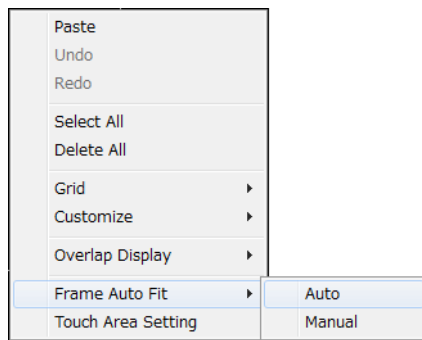 Paste
Undo
Redo
Select All
Delete All
Grid
Customize
Overlap Display
Frame Auto Fit
Auto
Touch Area Setting
Manual